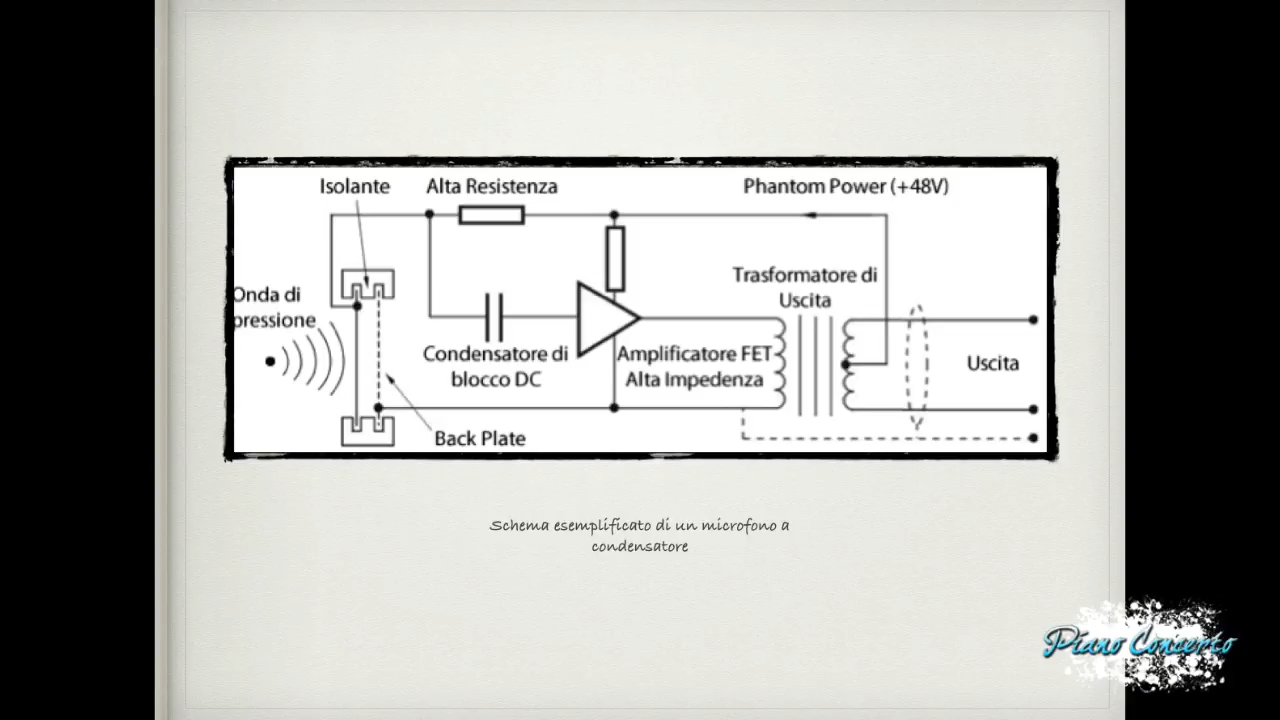 Isolante
Alta Resistenza
Phantom Power (+48V)
Trasformatore di
Uscita
Onda di
pressione
Condensatore di
blocco DC
Amplificatore FET
Alta Impedenza
Uscita
Back Plate
Schema esemplificato di un microfono a
condensatore
Piano Concerto